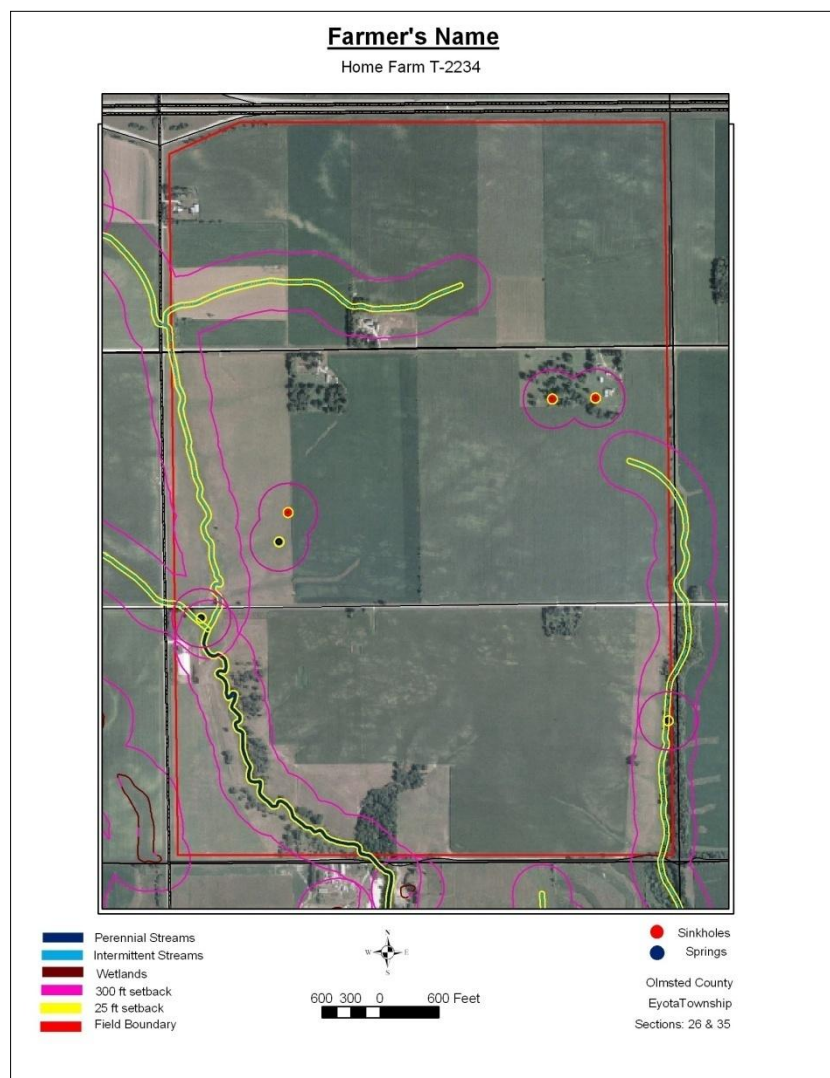 Farmer's Name
Home Farm T-2234
Perennial Streams
Intermittent Streams
Wetlands
300 ft setback
25 ft setback
Field Boundary
N
W E
S
600 300 0 600 Feet
Sinkholes
Springs
Olmsted County
EyotaTownship
Sections: 26 & 35